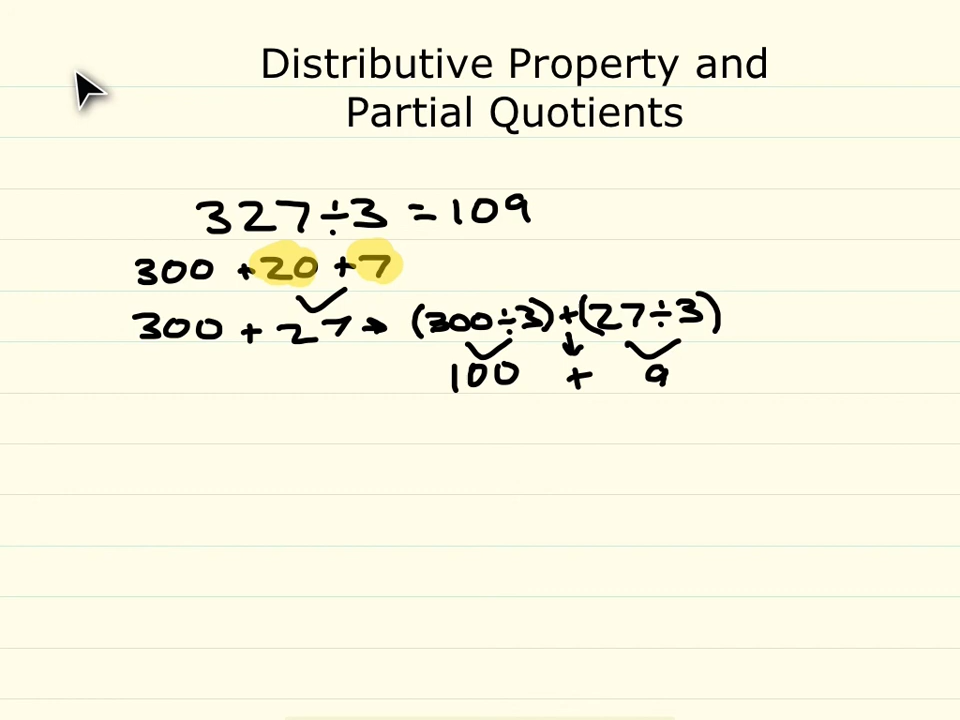 Distributive Property and
Partial Quotients
327÷3 = 109
300 + 20 + 7
300 + 27 → (300÷3) + (27÷3)
100 + 9